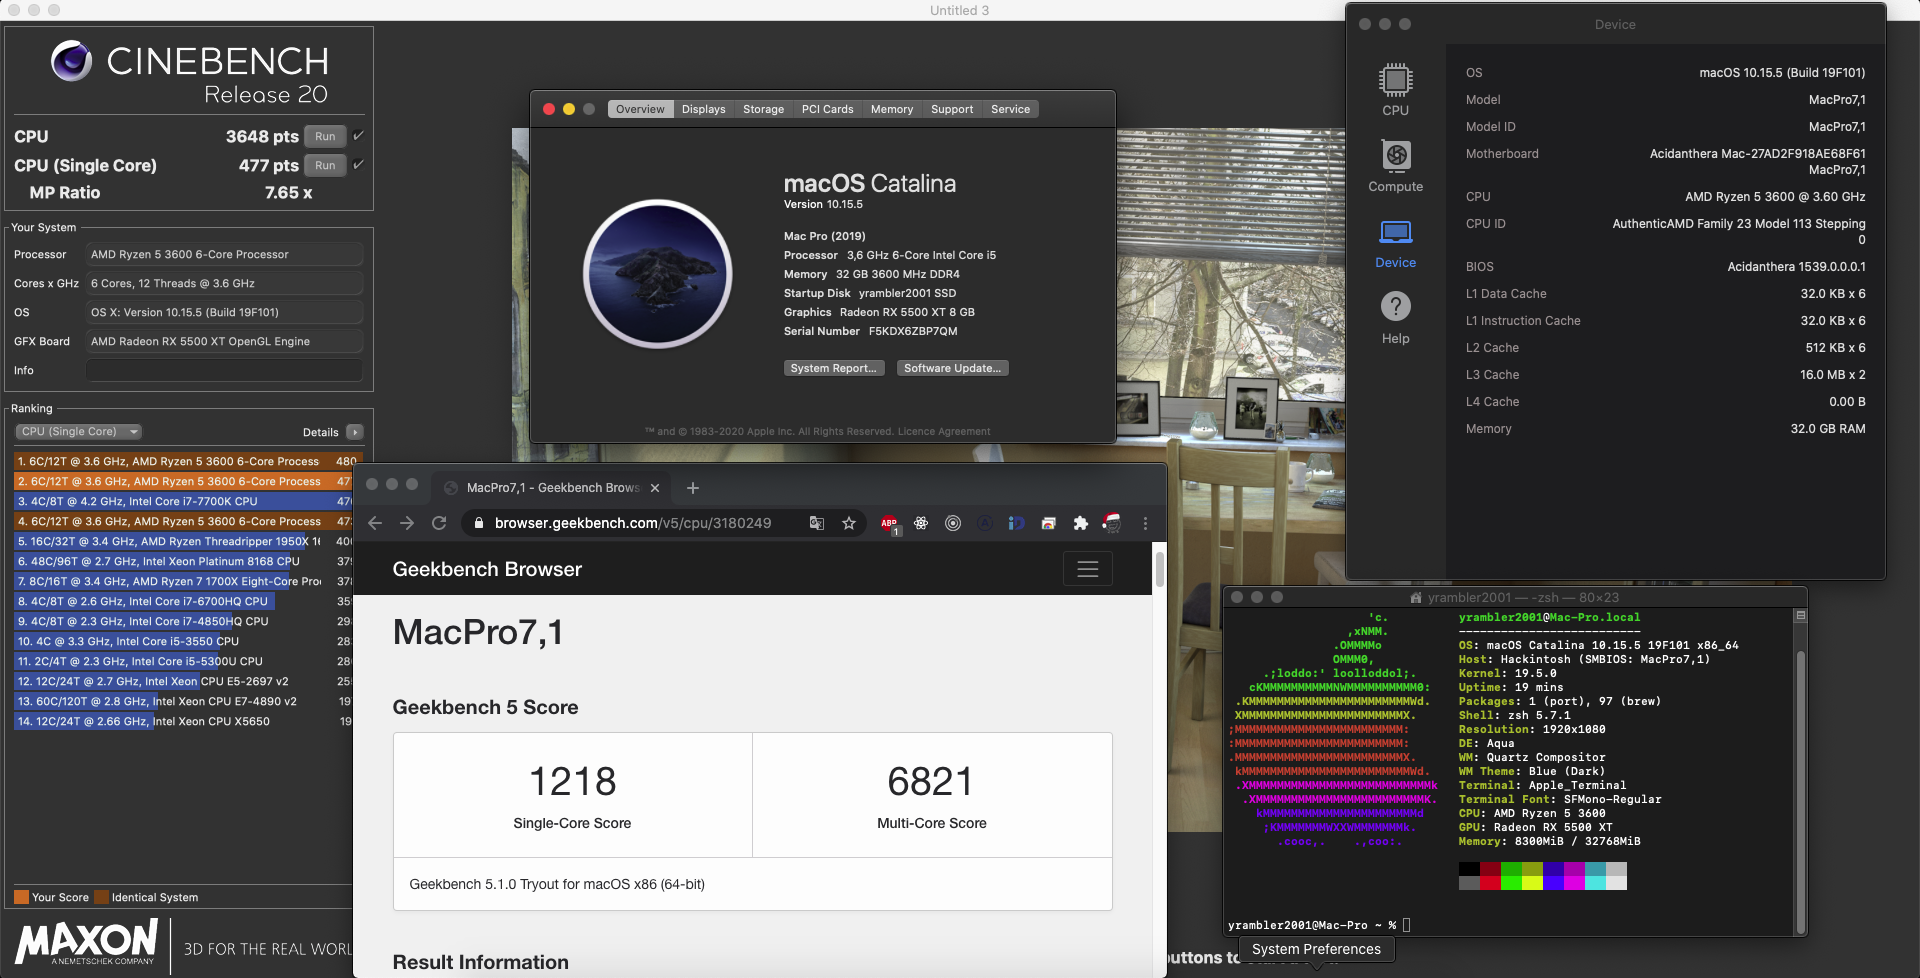 Untitled 3
CINEBENCH
Release 20
CPU 3648 pts Run
CPU (Single Core) 477 pts Run
MP Ratio 7.65 x
Your System
Processor AMD Ryzen 5 3600 6-Core Processor
Cores x GHz 6 Cores, 12 Threads @ 3.6 GHz
OS OS X: Version 10.15.5 (Build 19F101)
GFX Board AMD Radeon RX 5500 XT OpenGL Engine
Info
Ranking
CPU (Single Core) Details
1. 6C/12T @ 3.6 GHz, AMD Ryzen 5 3600 6-Core Process 480
2. 6C/12T @ 3.6 GHz, AMD Ryzen 5 3600 6-Core Process 47
3. 4C/8T @ 4.2 GHz, Intel Core i7-7700K CPU 47
4. 6C/12T @ 3.6 GHz, AMD Ryzen 5 3600 6-Core Process 47
5. 16C/32T @ 3.4 GHz, AMD Ryzen Threadripper 1950X 40
6. 48C/96T @ 2.7 GHz, Intel Xeon Platinum 8168 CPU 37
7. 8C/16T @ 3.4 GHz, AMD Ryzen 7 1700X Eight-Core Pro 37
8. 4C/8T @ 2.6 GHz, Intel Core i7-6700HQ CPU 35
9. 4C/8T @ 2.3 GHz, Intel Core i7-4850HQ CPU 29
10. 4C @ 3.3 GHz, Intel Core i5-3550 CPU 28
11. 2C/4T @ 2.3 GHz, Intel Core i5-5300U CPU 28
12. 12C/24T @ 2.7 GHz, Intel Xeon CPU E5-2697 v2 25
13. 60C/120T @ 2.8 GHz, Intel Xeon CPU E7-4890 v2 19
14. 12C/24T @ 2.66 GHz, Intel Xeon CPU X5650 19
Your Score Identical System
MAXON
A NEMETSCHEK COMPANY
3D FOR THE REAL WORL
Overview Displays Storage PCI Cards Memory Support Service
macOS Catalina
Version 10.15.5
Mac Pro (2019)
Processor 3,6 GHz 6-Core Intel Core i5
Memory 32 GB 3600 MHz DDR4
Startup Disk yrambler2001 SSD
Graphics Radeon RX 5500 XT 8 GB
Serial Number F5KDX6ZBP7QM
System Report... Software Update...
™ and © 1983-2020 Apple Inc. All Rights Reserved. Licence Agreement
MacPro7,1 - Geekbench Brows
browser.geekbench.com/v5/cpu/3180249
ABP
1
Geekbench Browser
MacPro7,1
Geekbench 5 Score
1218 6821
Single-Core Score Multi-Core Score
Geekbench 5.1.0 Tryout for macOS x86 (64-bit)
Result Information
Device
CPU
Compute
Device
Help
OS macOS 10.15.5 (Build 19F101)
Model MacPro7,1
Model ID MacPro7,1
Motherboard Acidanthera Mac-27AD2F918AE68F61
MacPro7,1
CPU AMD Ryzen 5 3600 @ 3.60 GHz
CPU ID AuthenticAMD Family 23 Model 113 Stepping
0
BIOS Acidanthera 1539.0.0.0.1
L1 Data Cache 32.0 KB x 6
L1 Instruction Cache 32.0 KB x 6
L2 Cache 512 KB x 6
L3 Cache 16.0 MB x 2
L4 Cache 0.00 B
Memory 32.0 GB RAM
yrambler2001 — -zsh — 80×23
'c.
,xNMM.
.OMMMMo
OMMM0,
.;loddo:' loolloddol;.
yrambler2001@Mac-Pro.local
--------------------------
OS: macOS Catalina 10.15.5 19F101 x86_64
Host: Hackintosh (SMBIOS: MacPro7,1)
Kernel: 19.5.0
Uptime: 19 mins
Packages: 1 (port), 97 (brew)
Shell: zsh 5.7.1
Resolution: 1920x1080
DE: Aqua
WM: Quartz Compositor
WM Theme: Blue (Dark)
Terminal: Apple_Terminal
Terminal Font: SFMono-Regular
CPU: AMD Ryzen 5 3600
GPU: Radeon RX 5500 XT
Memory: 8300MiB / 32768MiB
.cooc,. .,coo:.
yrambler2001@Mac-Pro ~ %
System Preferences
buttons to